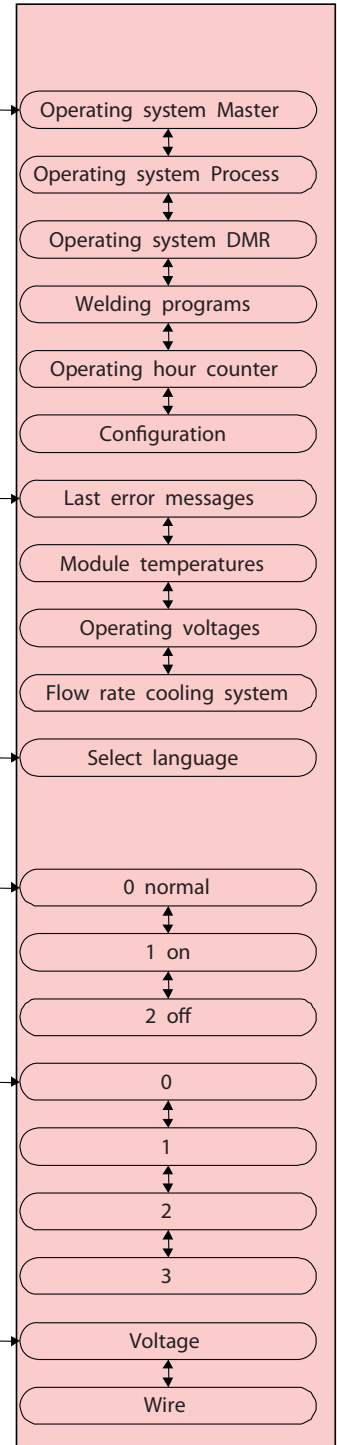 Operating system Master
Operating system Process
Operating system DMR
Welding programs
Operating hour counter
Configuration
Last error messages
Module temperatures
Operating voltages
Flow rate cooling system
Select language
0 normal
1 on
2 off
0
1
2
3
Voltage
Wire